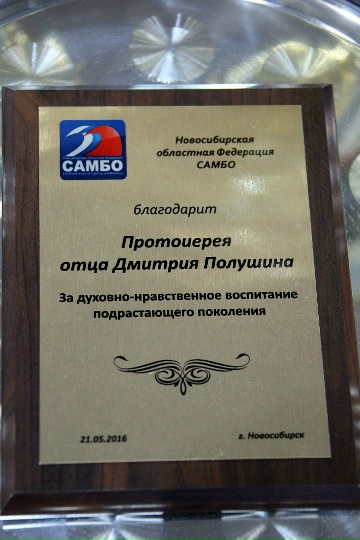 САМБО
Новосибирская
областная Федерация
САМБО
благодарит
Протоиерея
отца Дмитрия Полушина
За духовно-нравственное воспитание
подрастающего поколения
21.05.2016
г. Новосибирск